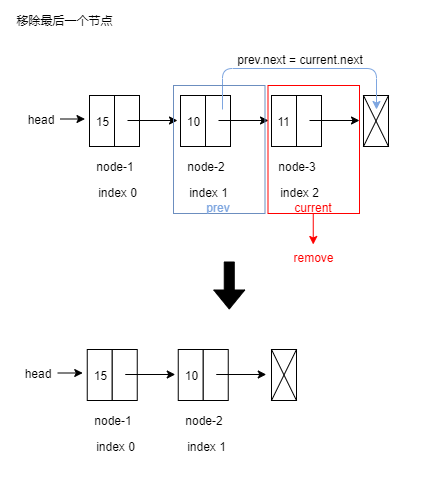 移除最后一个节点
prev.next = current.next
head
15
10
11
node-1
node-2
node-3
index 0
index 1
index 2
prev
current
remove
head
15
10
node-1
node-2
index 0
index 1